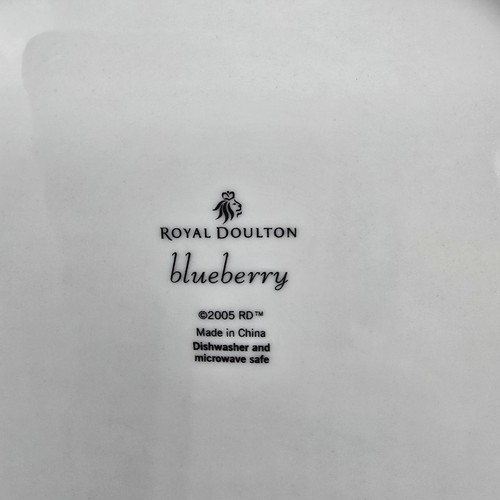 ROYAL DOULTON
blueberry
©2005 RD™
Made in China
Dishwasher and
microwave safe